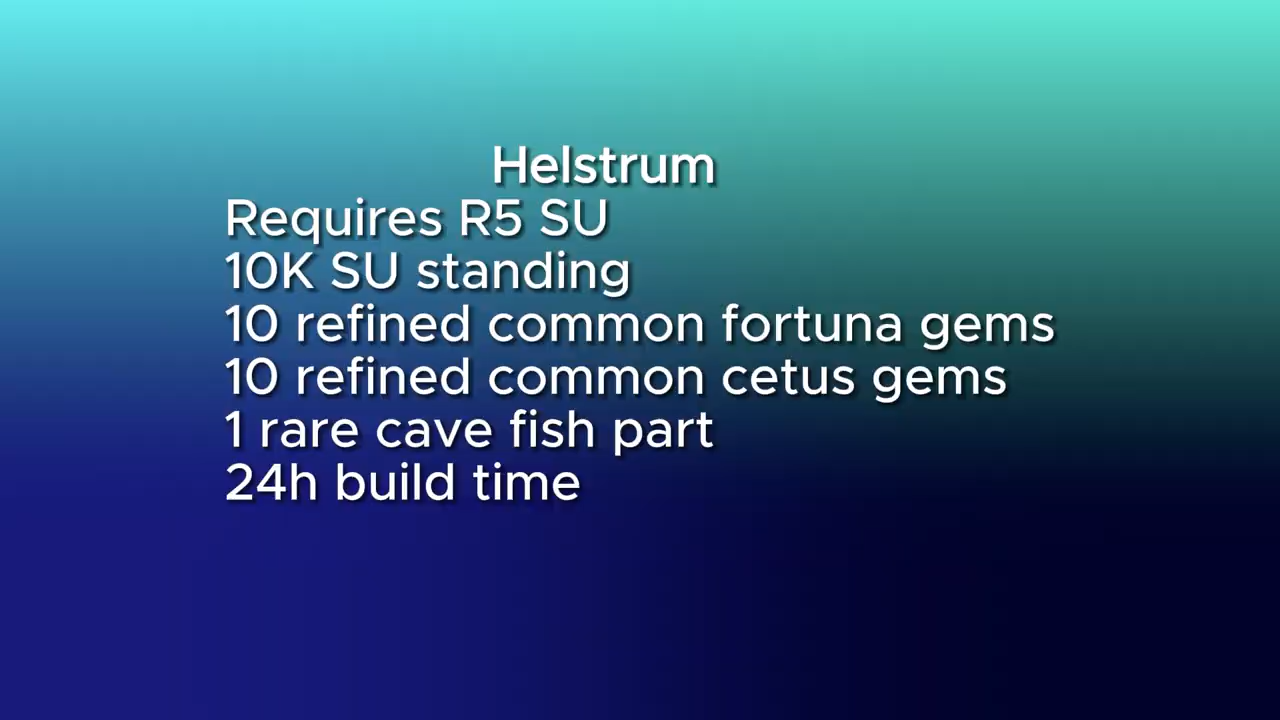 Helstrum
Requires R5 SU
10K SU standing
10 refined common fortuna gems
10 refined common cetus gems
1 rare cave fish part
24h build time